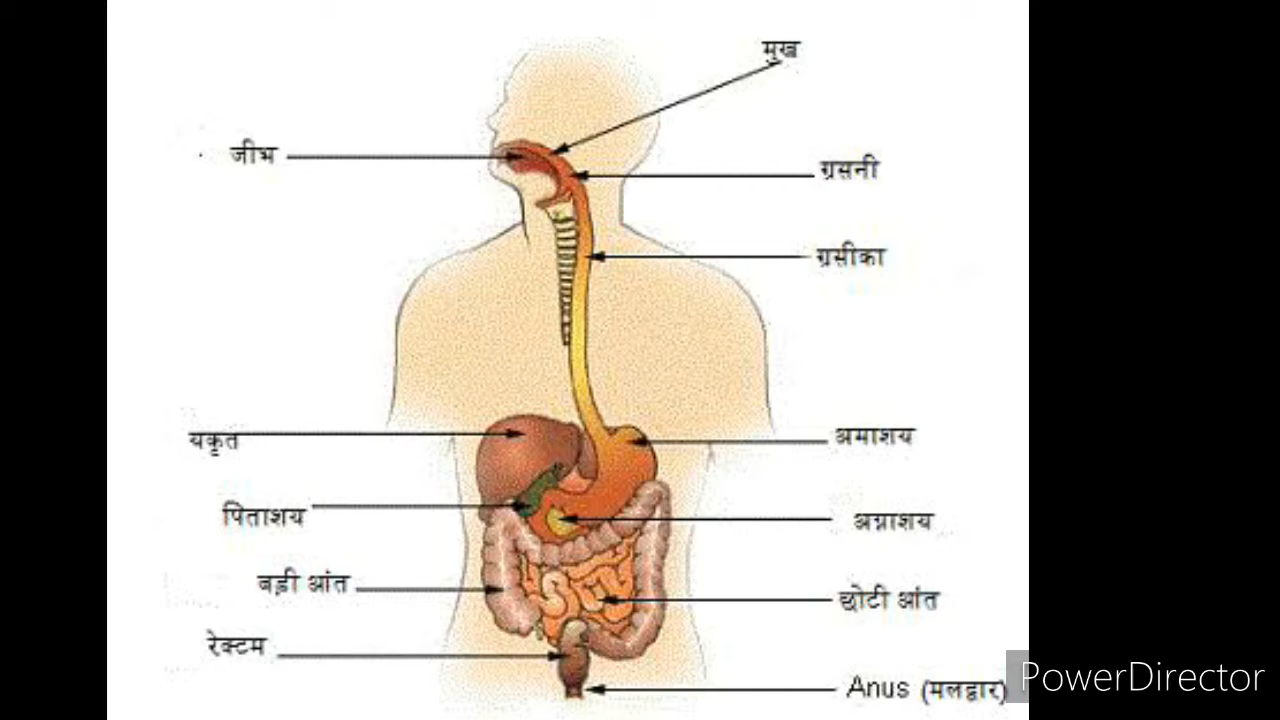 मुख
जीभ
ग्रसनी
ग्रसीका
यकृत
अमाशय
पिताशय
अग्नाशय
बड़ी आंत
छोटी आंत
रेक्टम
Anus (मलद्वार)
PowerDirector